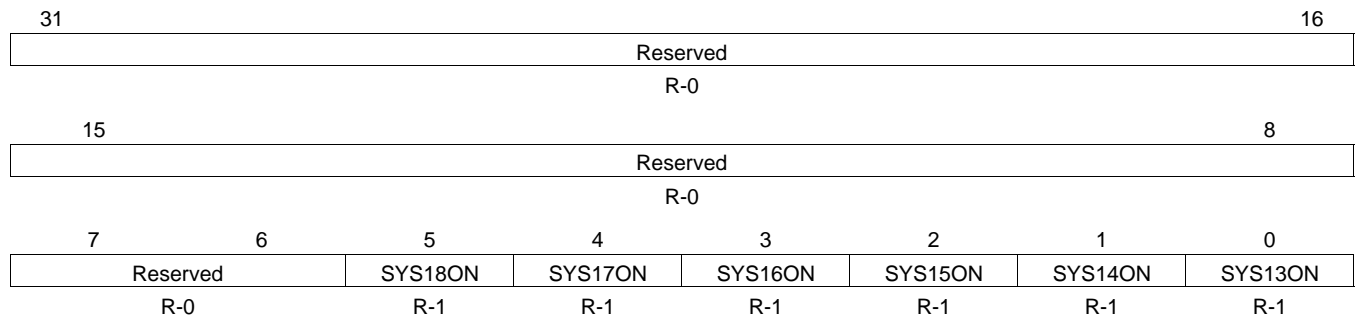 31 16
Reserved
R-0
15 8
Reserved
R-0
7 6 5 4 3 2 1 0
Reserved SYS18ON SYS17ON SYS16ON SYS15ON SYS14ON SYS13ON
R-0 R-1 R-1 R-1 R-1 R-1 R-1